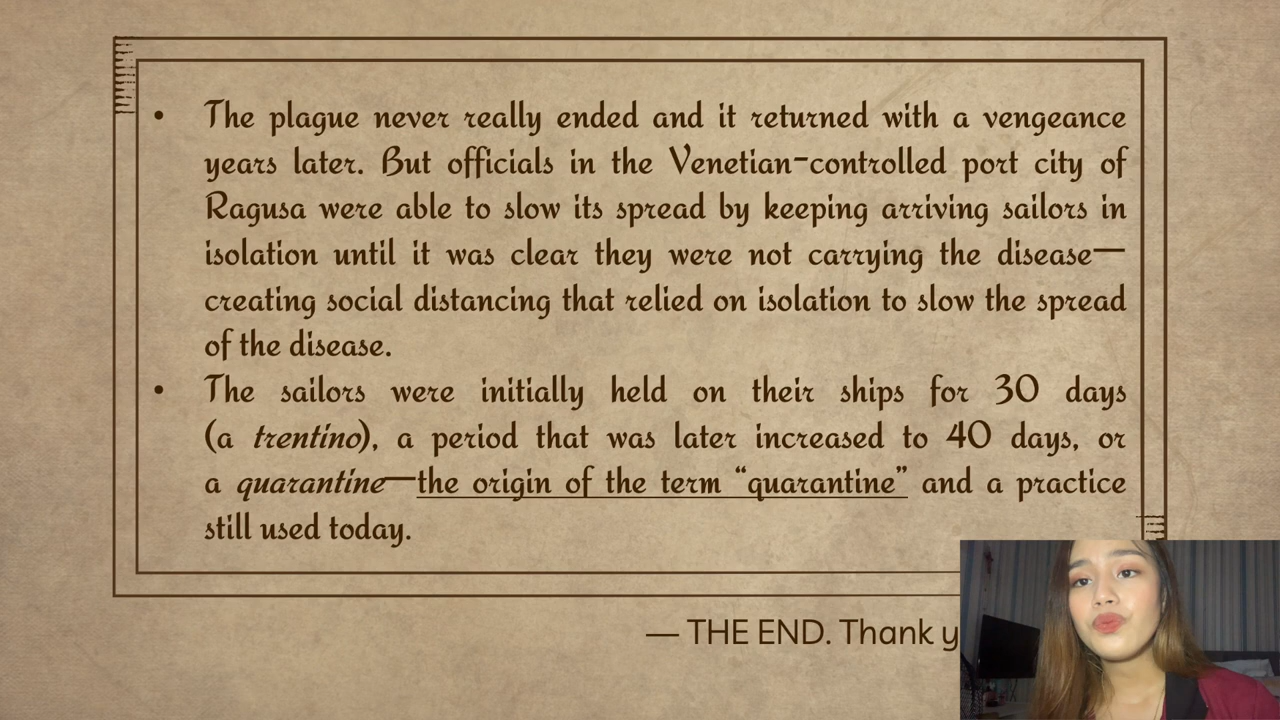 • The plague never really ended and it returned with a vengeance
years later. But officials in the Venetian-controlled port city of
Ragusa were able to slow its spread by keeping arriving sailors in
isolation until it was clear they were not carrying the disease—
creating social distancing that relied on isolation to slow the spread
of the disease.
• The sailors were initially held on their ships for 30 days
(a trentino), a period that was later increased to 40 days, or
a quarantine—the origin of the term “quarantine” and a practice
still used today.
— THE END. Thank